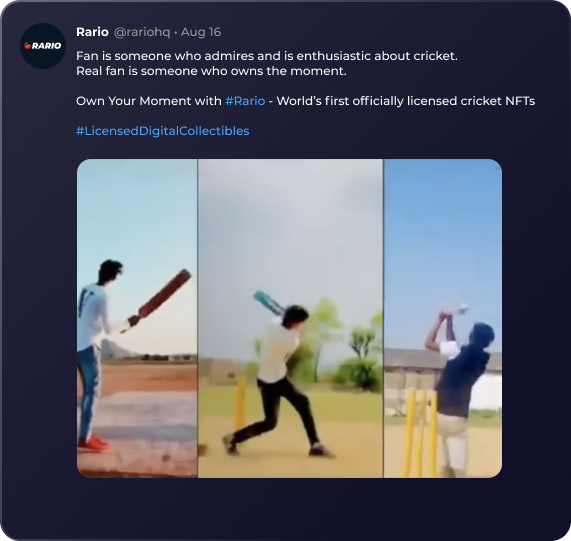 Rario @rariohq · Aug 16
RARIO
Fan is someone who admires and is enthusiastic about cricket.
Real fan is someone who owns the moment.
Own Your Moment with #Rario - World’s first officially licensed cricket NFTs
#LicensedDigitalCollectibles